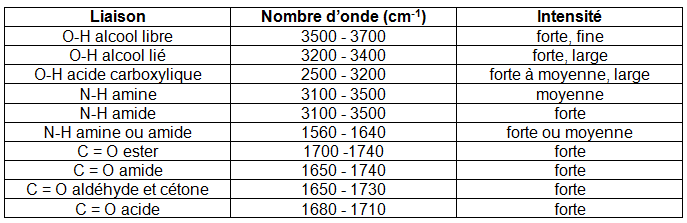 Liaison Nombre d’onde (cm-1) Intensité
O-H alcool libre 3500 - 3700 forte, fine
O-H alcool lié 3200 - 3400 forte, large
O-H acide carboxylique 2500 - 3200 forte à moyenne, large
N-H amine 3100 - 3500 moyenne
N-H amide 3100 - 3500 forte
N-H amine ou amide 1560 - 1640 forte ou moyenne
C = O ester 1700 -1740 forte
C = O amide 1650 - 1740 forte
C = O aldéhyde et cétone 1650 - 1730 forte
C = O acide 1680 - 1710 forte